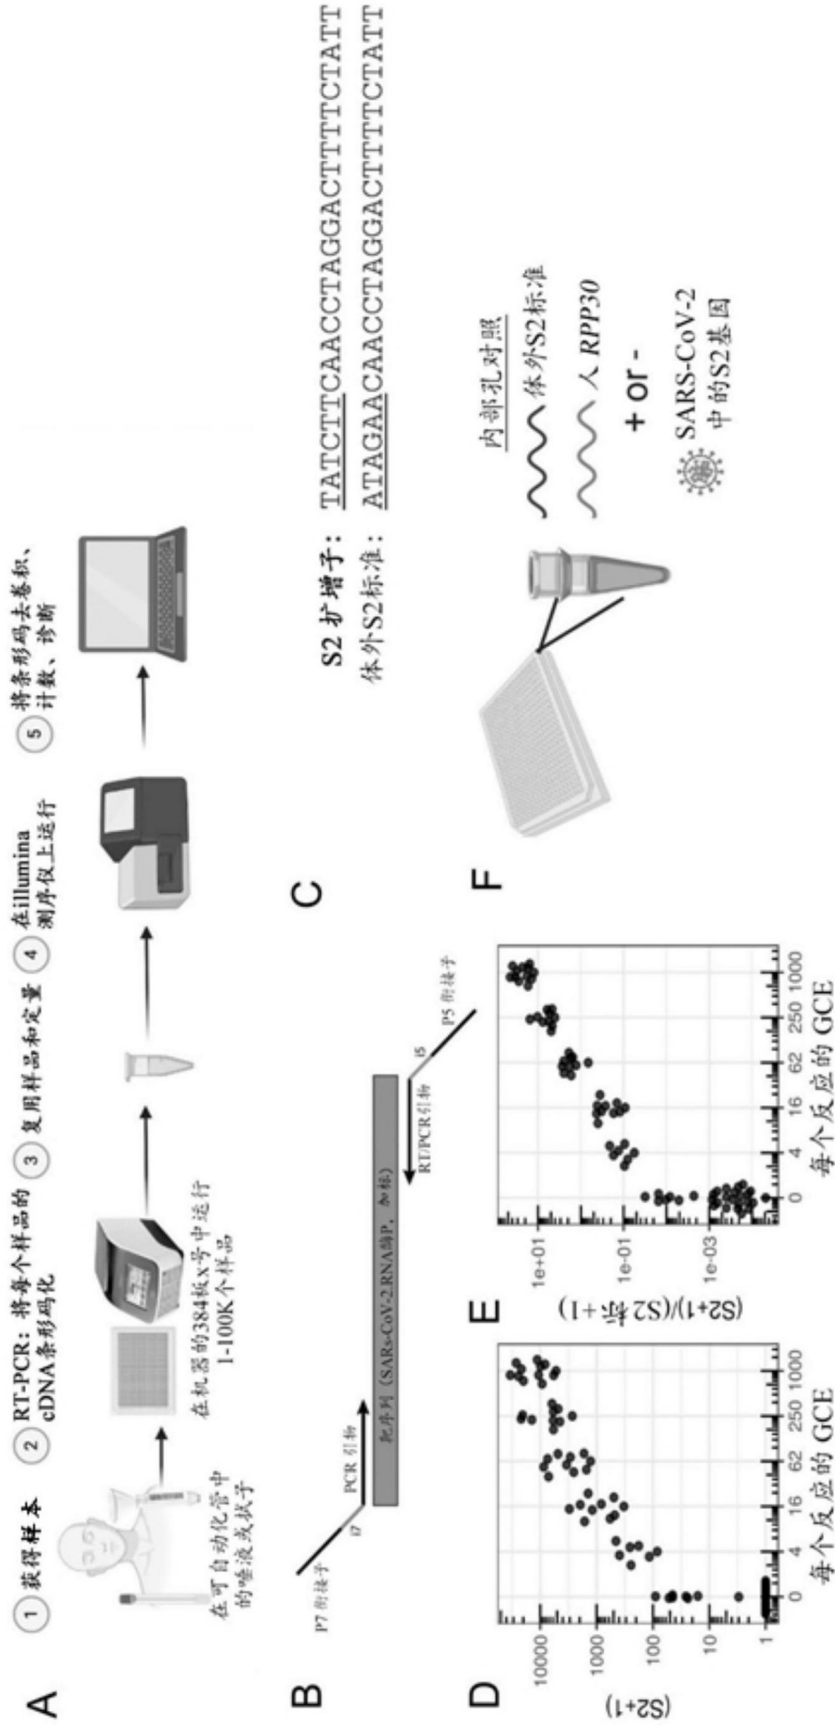 A
① 获得样本
在可自动化管中
的唾液或拭子
② RT-PCR：将每个样品的
cDNA条形码化
在机器的384板x号中运行
1-100K个样品
③ 复用样品和定量
④ 在illumina
测序仪上运行
⑤ 将条形码去卷积、
计数、诊断
B
P7 衔接子
i7
PCR 引物
靶序列（SARs-CoV-2.RNA酶P，加标）
RT/PCR引物
i5
P5 衔接子
C
S2 扩增子：TATCTTCAACCTAGGACTTTTCTATT
体外S2标准：ATAGAACAACCTAGGACTTTTCTATT
D
(S2+1)
10000
1000
100
10
1
0 4 16 62 250 1000
每个反应的 GCE
E
(S2+1)/(S2 标+1)
1e+01
1e-01
1e-03
0 4 16 62 250 1000
每个反应的 GCE
F
内部孔对照
体外S2标准
人 RPP30
+ or -
SARS-CoV-2
中的S2基因